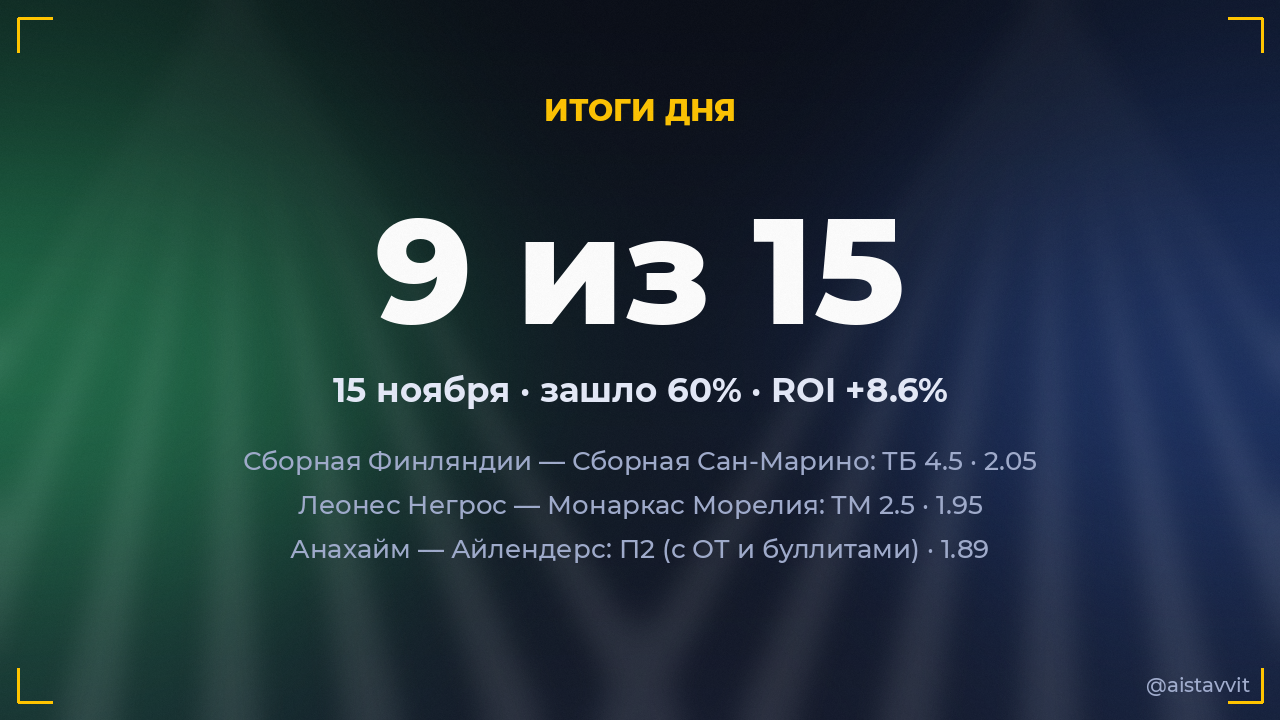 ИТОГИ ДНЯ
9 из 15
15 ноября · зашло 60% · ROI +8.6%
Сборная Финляндии — Сборная Сан-Марино: ТБ 4.5 · 2.05
Леонес Негрос — Монаркас Морелия: ТМ 2.5 · 1.95
Анахайм — Айлендерс: П2 (с ОТ и буллитами) · 1.89
@aistavvit